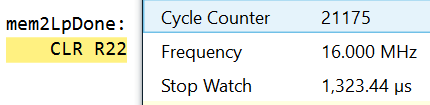 mem2LpDone:
CLR R22
Cycle Counter 21175
Frequency 16.000 MHz
Stop Watch 1,323.44 µs